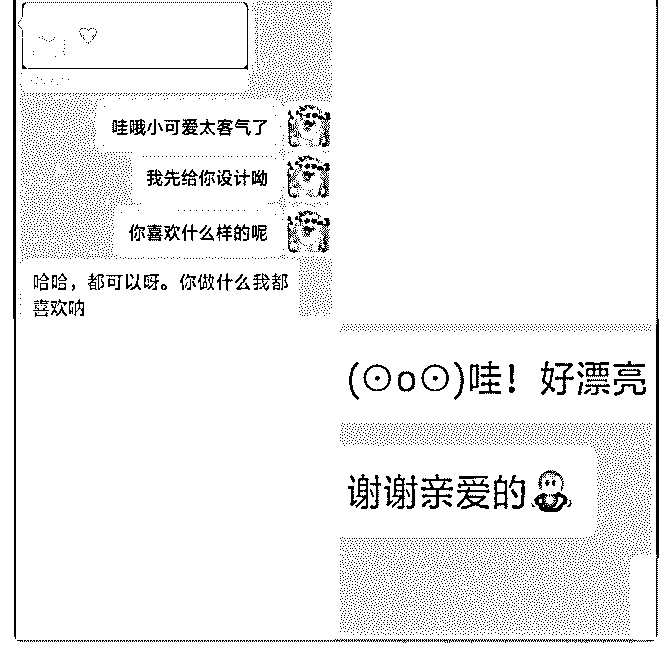 哇哦小可爱太客气了
我先给你设计呦
你喜欢什么样的呢
哈哈，都可以呀。你做什么我都
喜欢呐
(⊙o⊙)哇！好漂亮
谢谢亲爱的